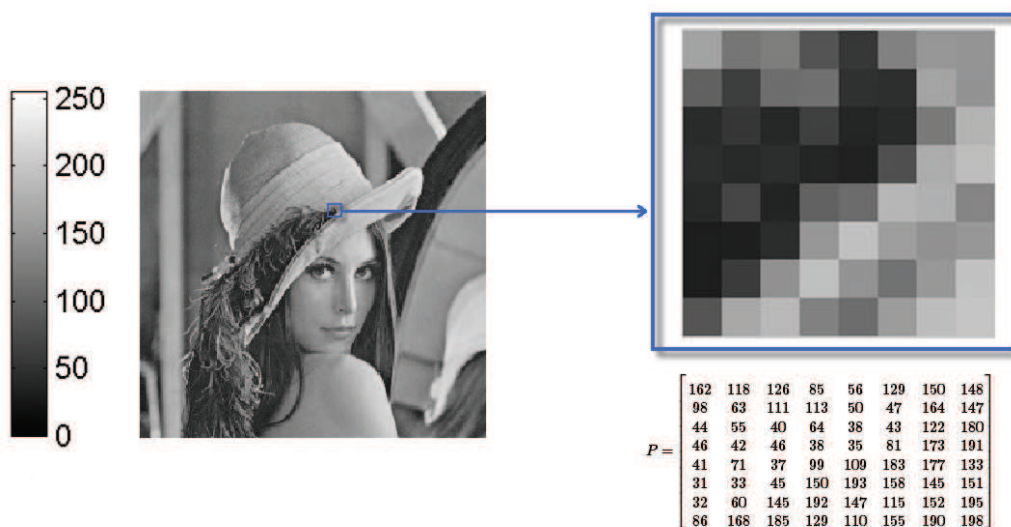 250
200
150
100
50
0
P =
162 118 126 85 56 129 150 148
98 63 111 113 50 47 164 147
44 55 40 64 38 43 122 180
46 42 46 38 35 81 173 191
41 71 37 99 109 183 177 133
31 33 45 150 193 158 145 151
32 60 145 192 147 115 152 195
86 168 185 129 110 155 190 198